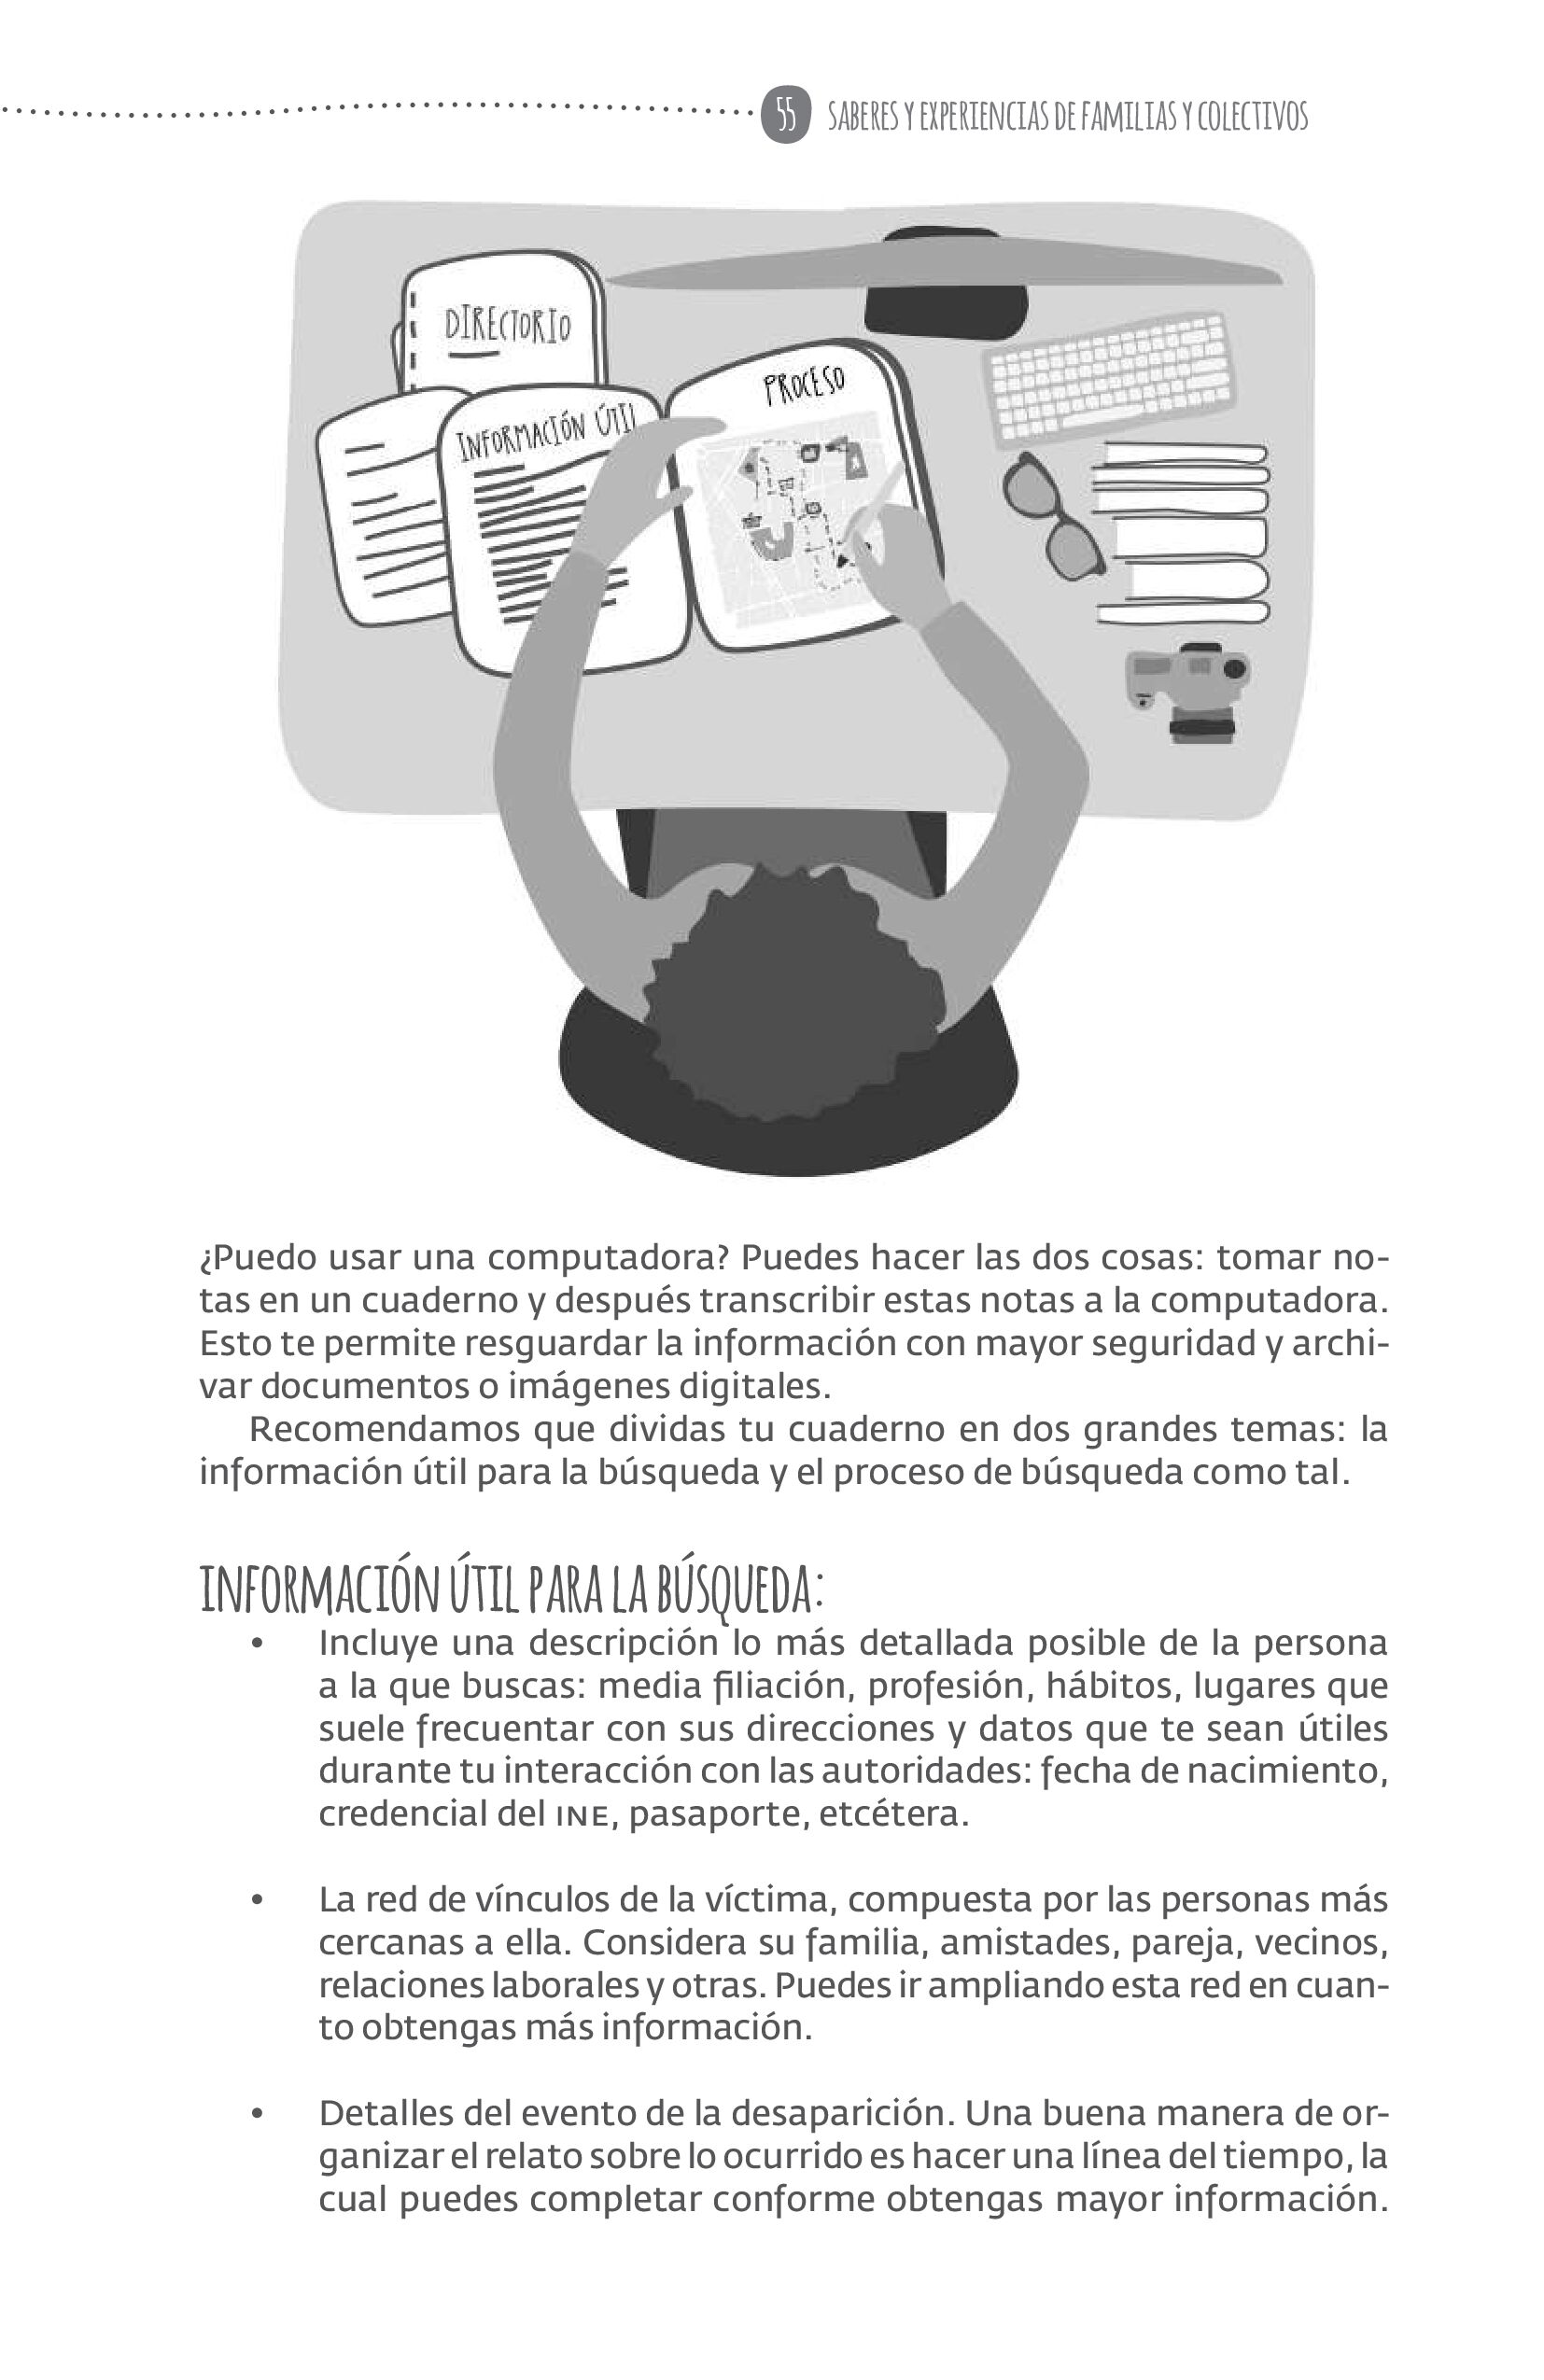 55 SABERES Y EXPERIENCIAS DE FAMILIAS Y COLECTIVOS
DIRECTORIO
INFORMACIÓN ÚTIL
PROCESO
¿Puedo usar una computadora? Puedes hacer las dos cosas: tomar no-
tas en un cuaderno y después transcribir estas notas a la computadora.
Esto te permite resguardar la información con mayor seguridad y archi-
var documentos o imágenes digitales.
Recomendamos que dividas tu cuaderno en dos grandes temas: la
información útil para la búsqueda y el proceso de búsqueda como tal.
INFORMACIÓN ÚTIL PARA LA BÚSQUEDA:
• Incluye una descripción lo más detallada posible de la persona
a la que buscas: media filiación, profesión, hábitos, lugares que
suele frecuentar con sus direcciones y datos que te sean útiles
durante tu interacción con las autoridades: fecha de nacimiento,
credencial del INE, pasaporte, etcétera.
• La red de vínculos de la víctima, compuesta por las personas más
cercanas a ella. Considera su familia, amistades, pareja, vecinos,
relaciones laborales y otras. Puedes ir ampliando esta red en cuan-
to obtengas más información.
• Detalles del evento de la desaparición. Una buena manera de or-
ganizar el relato sobre lo ocurrido es hacer una línea del tiempo, la
cual puedes completar conforme obtengas mayor información.